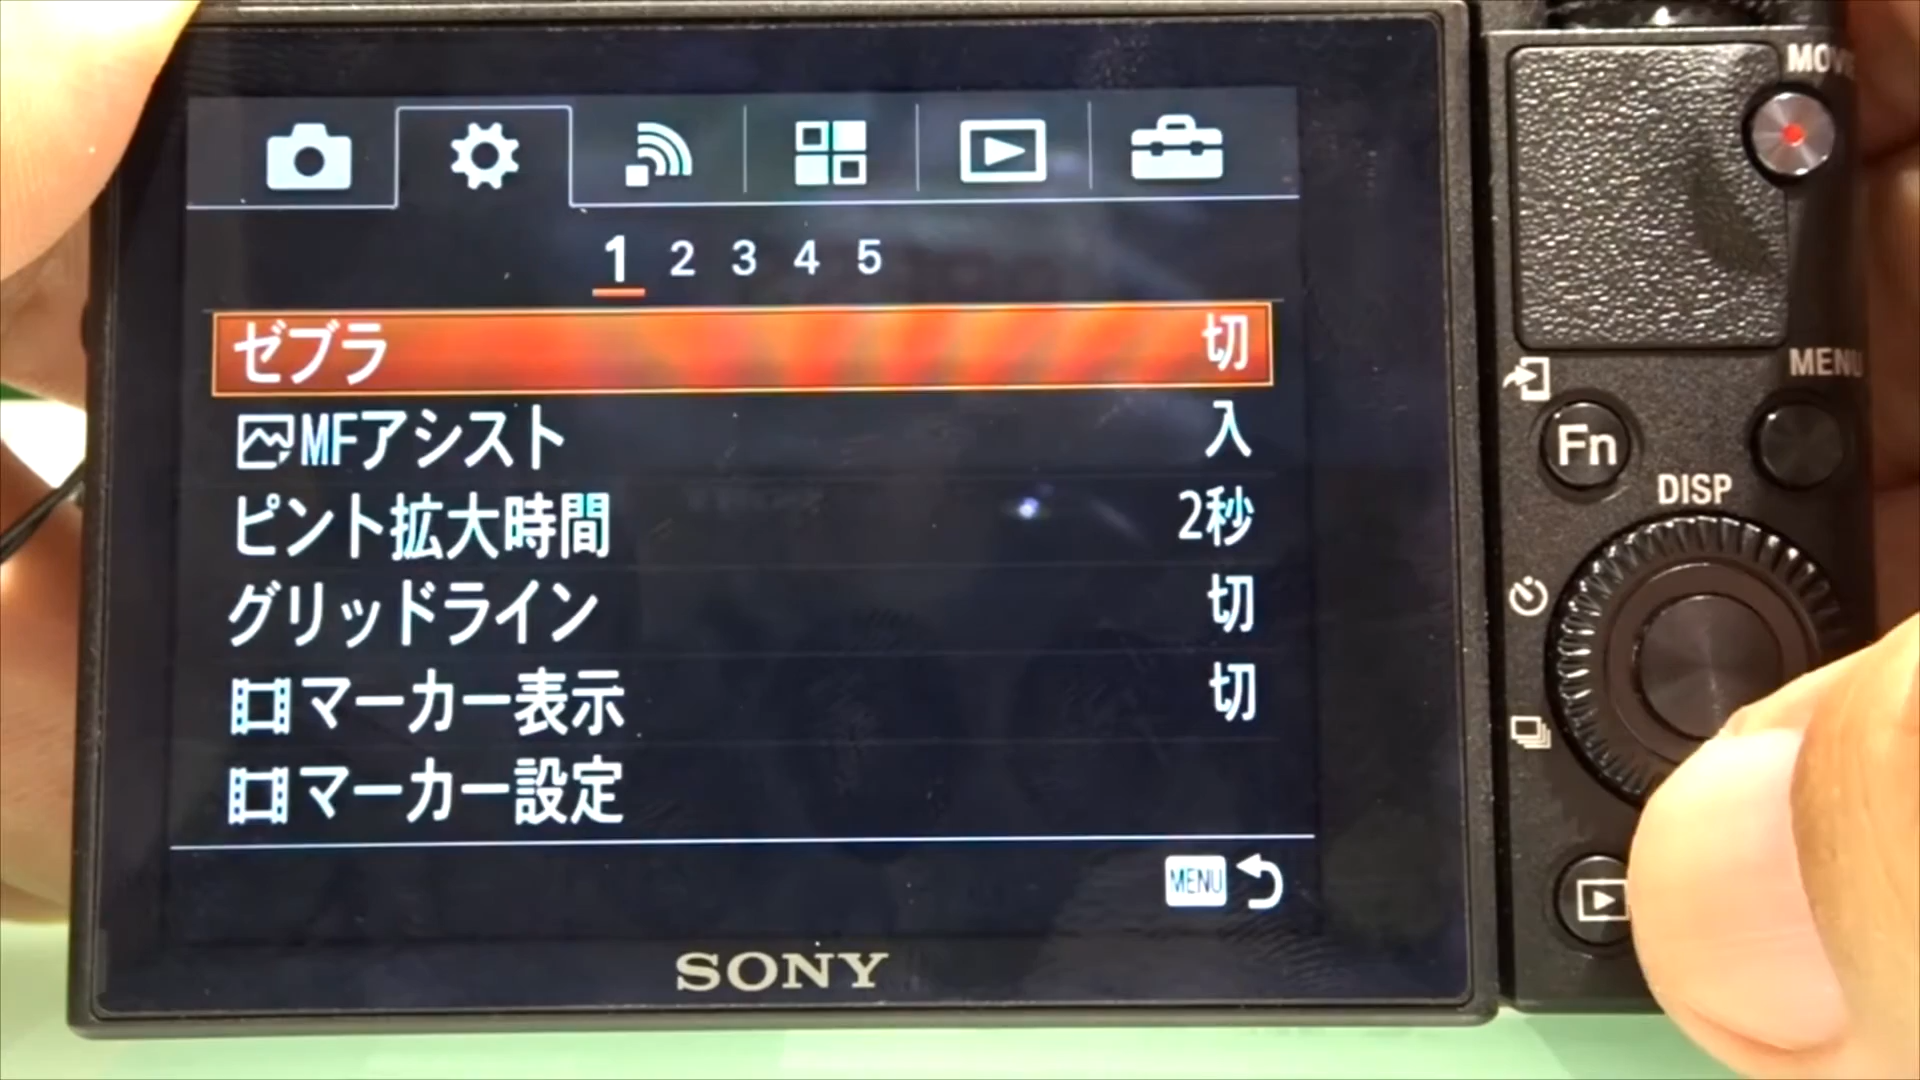 MOVIE
1 2 3 4 5
ゼブラ 切
MFアシスト 入
ピント拡大時間 2秒
グリッドライン 切
マーカー表示 切
マーカー設定
MENU
SONY
MENU
Fn
DISP